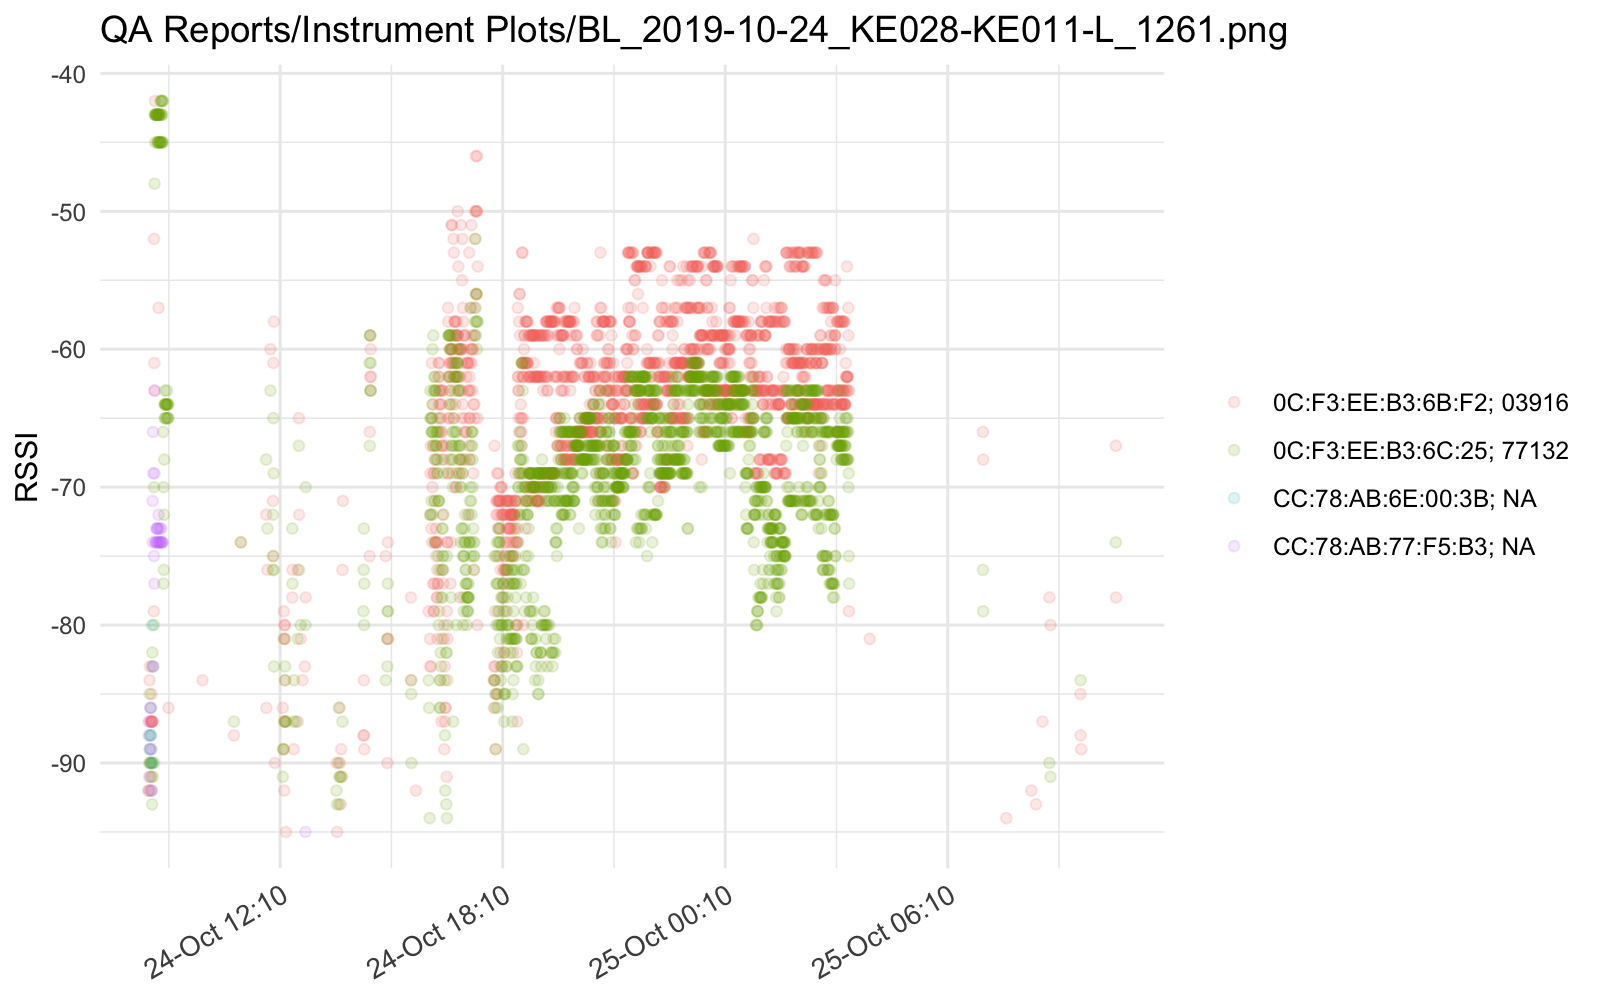 QA Reports/Instrument Plots/BL_2019-10-24_KE028-KE011-L_1261.png
RSSI
-40
-50
-60
-70
-80
-90
24-Oct 12:10
24-Oct 18:10
25-Oct 00:10
25-Oct 06:10
0C:F3:EE:B3:6B:F2; 03916
0C:F3:EE:B3:6C:25; 77132
CC:78:AB:6E:00:3B; NA
CC:78:AB:77:F5:B3; NA